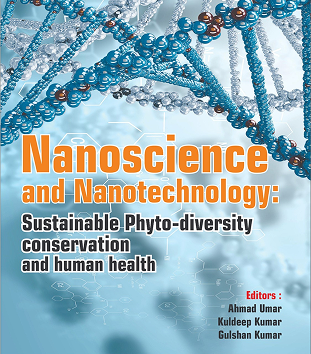 Nanoscience
and Nanotechnology:
Sustainable Phyto-diversity
conservation
and human health
Editors :
Ahmad Umar
Kuldeep Kumar
Gulshan Kumar